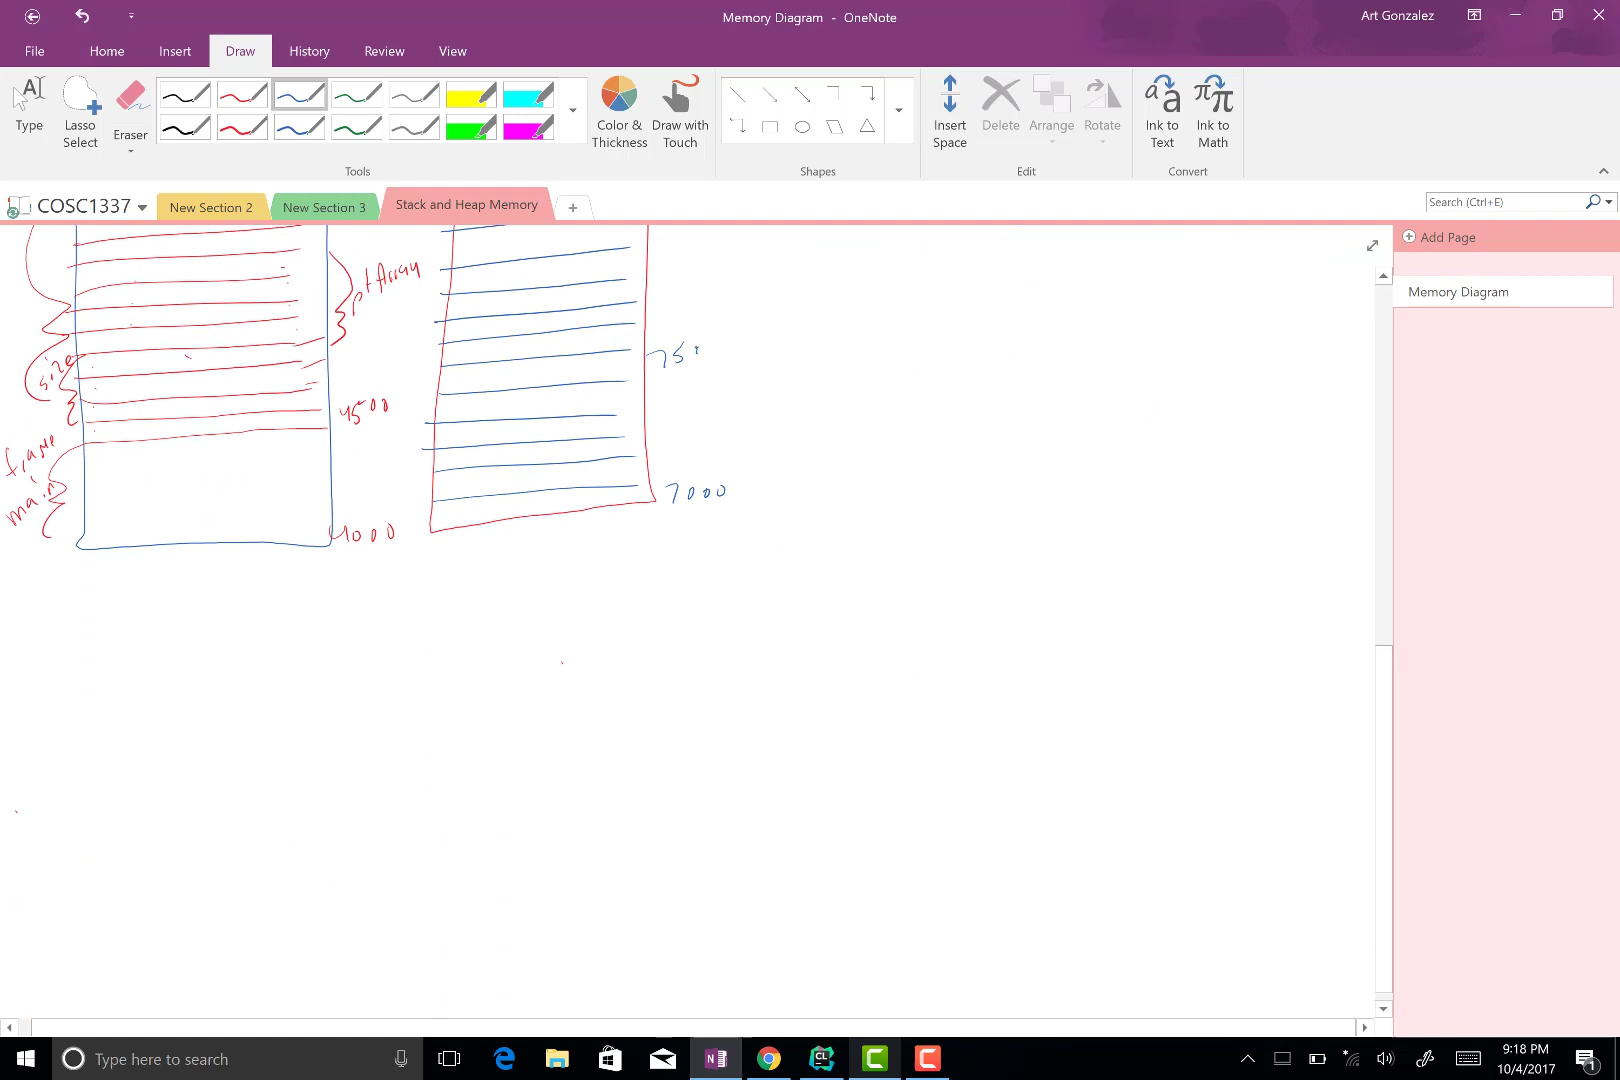 Memory Diagram - OneNote
Art Gonzalez
File
Home
Insert
Draw
History
Review
View
Type
Lasso
Select
Eraser
Color &
Thickness
Draw with
Touch
Insert
Space
Delete
Arrange
Rotate
Ink to
Text
Ink to
Math
Tools
Shapes
Edit
Convert
COSC1337
New Section 2
New Section 3
Stack and Heap Memory
Search (Ctrl+E)
Add Page
Memory Diagram
ptArray
size
4500
frame
main
4000
75
7000
Type here to search
9:18 PM
10/4/2017